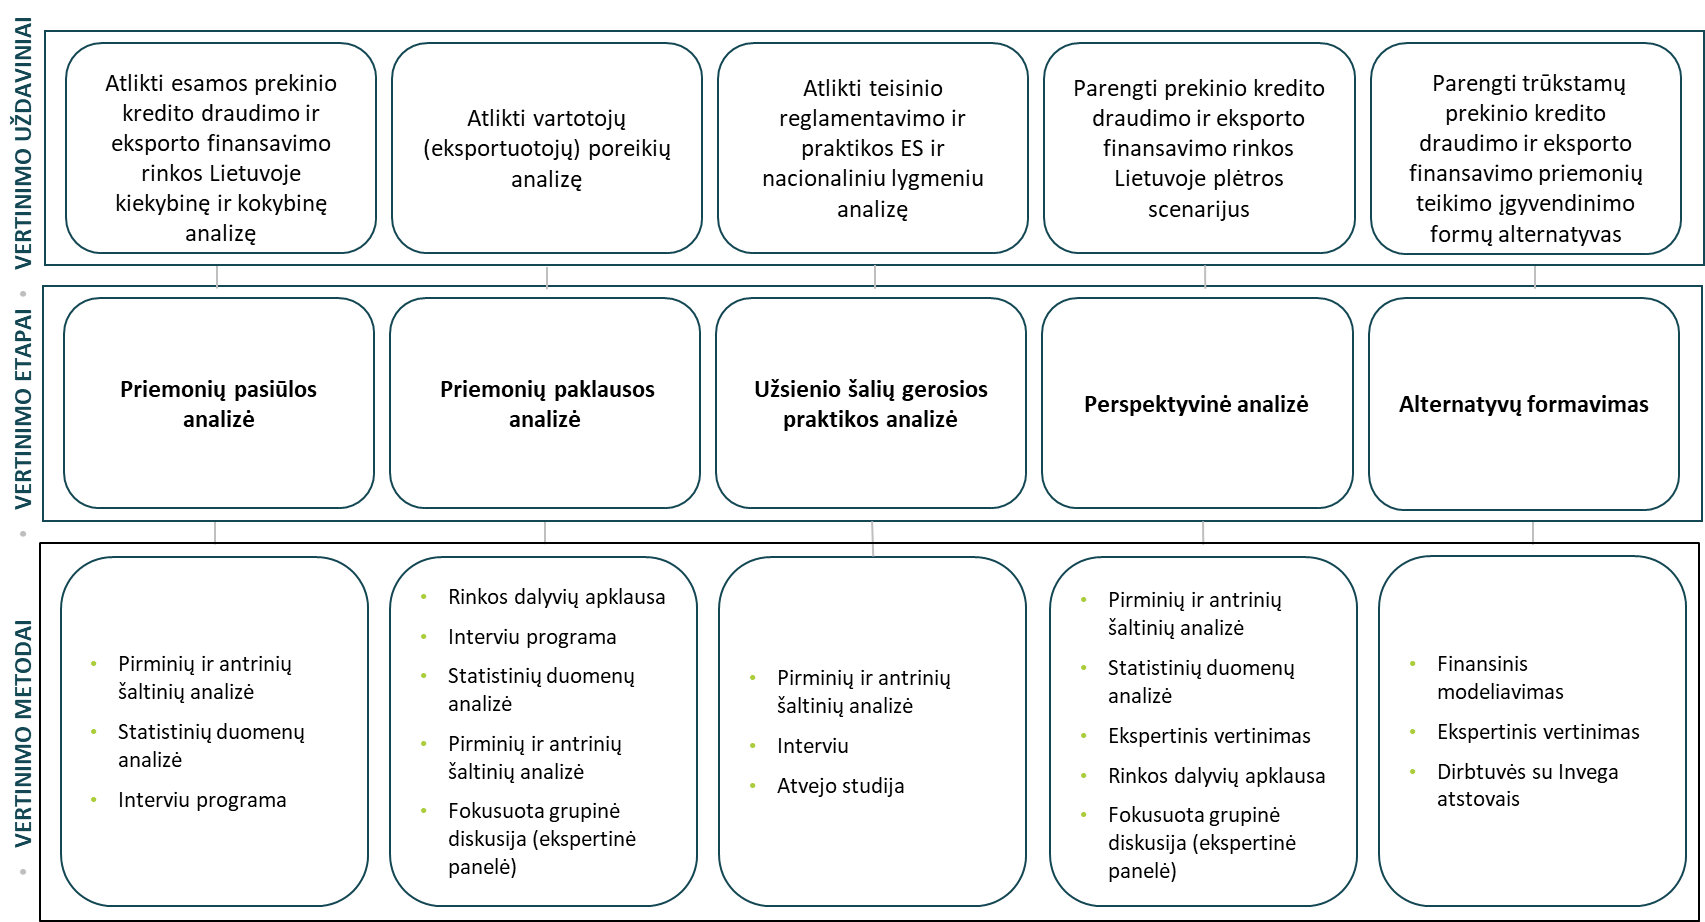 VERTINIMO UŽDAVINIAI
Atlikti esamos prekinio
kredito draudimo ir
eksporto finansavimo
rinkos Lietuvoje
kiekybinę ir kokybinę
analizę
Atlikti vartotojų
(eksportuotojų) poreikių
analizę
Atlikti teisinio
reglamentavimo ir
praktikos ES ir
nacionaliniu lygmeniu
analizę
Parengti prekinio kredito
draudimo ir eksporto
finansavimo rinkos
Lietuvoje plėtros
scenarijus
Parengti trūkstamų
prekinio kredito
draudimo ir eksporto
finansavimo priemonių
teikimo įgyvendinimo
formų alternatyvas
• VERTINIMO ETAPAI
Priemonių pasiūlos
analizė
Priemonių paklausos
analizė
Užsienio šalių gerosios
praktikos analizė
Perspektyvinė analizė
Alternatyvų formavimas
• VERTINIMO METODAI •
• Pirminių ir antrinių
šaltinių analizė
• Statistinių duomenų
analizė
• Interviu programa
• Rinkos dalyvių apklausa
• Interviu programa
• Statistinių duomenų
analizė
• Pirminių ir antrinių
šaltinių analizė
• Fokusuota grupinė
diskusija (ekspertinė
panelė)
• Pirminių ir antrinių
šaltinių analizė
• Interviu
• Atvejo studija
• Pirminių ir antrinių
šaltinių analizė
• Statistinių duomenų
analizė
• Ekspertinis vertinimas
• Rinkos dalyvių apklausa
• Fokusuota grupinė
diskusija (ekspertinė
panelė)
• Finansinis
modeliavimas
• Ekspertinis vertinimas
• Dirbtuvės su Invega
atstovais